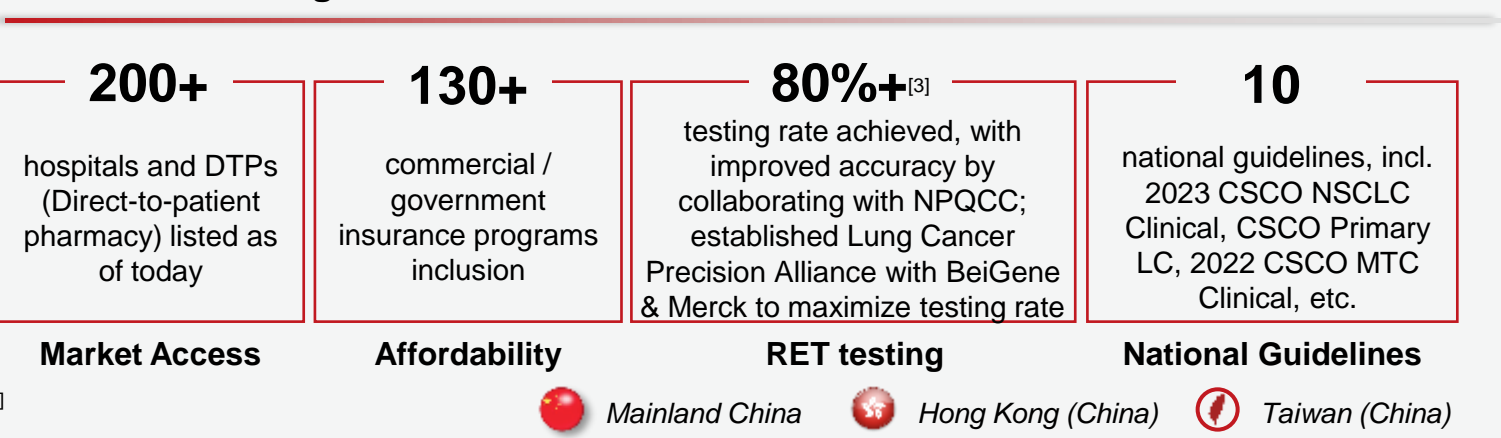 200+
hospitals and DTPs
(Direct-to-patient
pharmacy) listed as
of today
Market Access
130+
commercial /
government
insurance programs
inclusion
Affordability
80%+[3]
testing rate achieved, with
improved accuracy by
collaborating with NPQCC;
established Lung Cancer
Precision Alliance with BeiGene
& Merck to maximize testing rate
RET testing
10
national guidelines, incl.
2023 CSCO NSCLC
Clinical, CSCO Primary
LC, 2022 CSCO MTC
Clinical, etc.
National Guidelines
]
Mainland China
Hong Kong (China)
Taiwan (China)